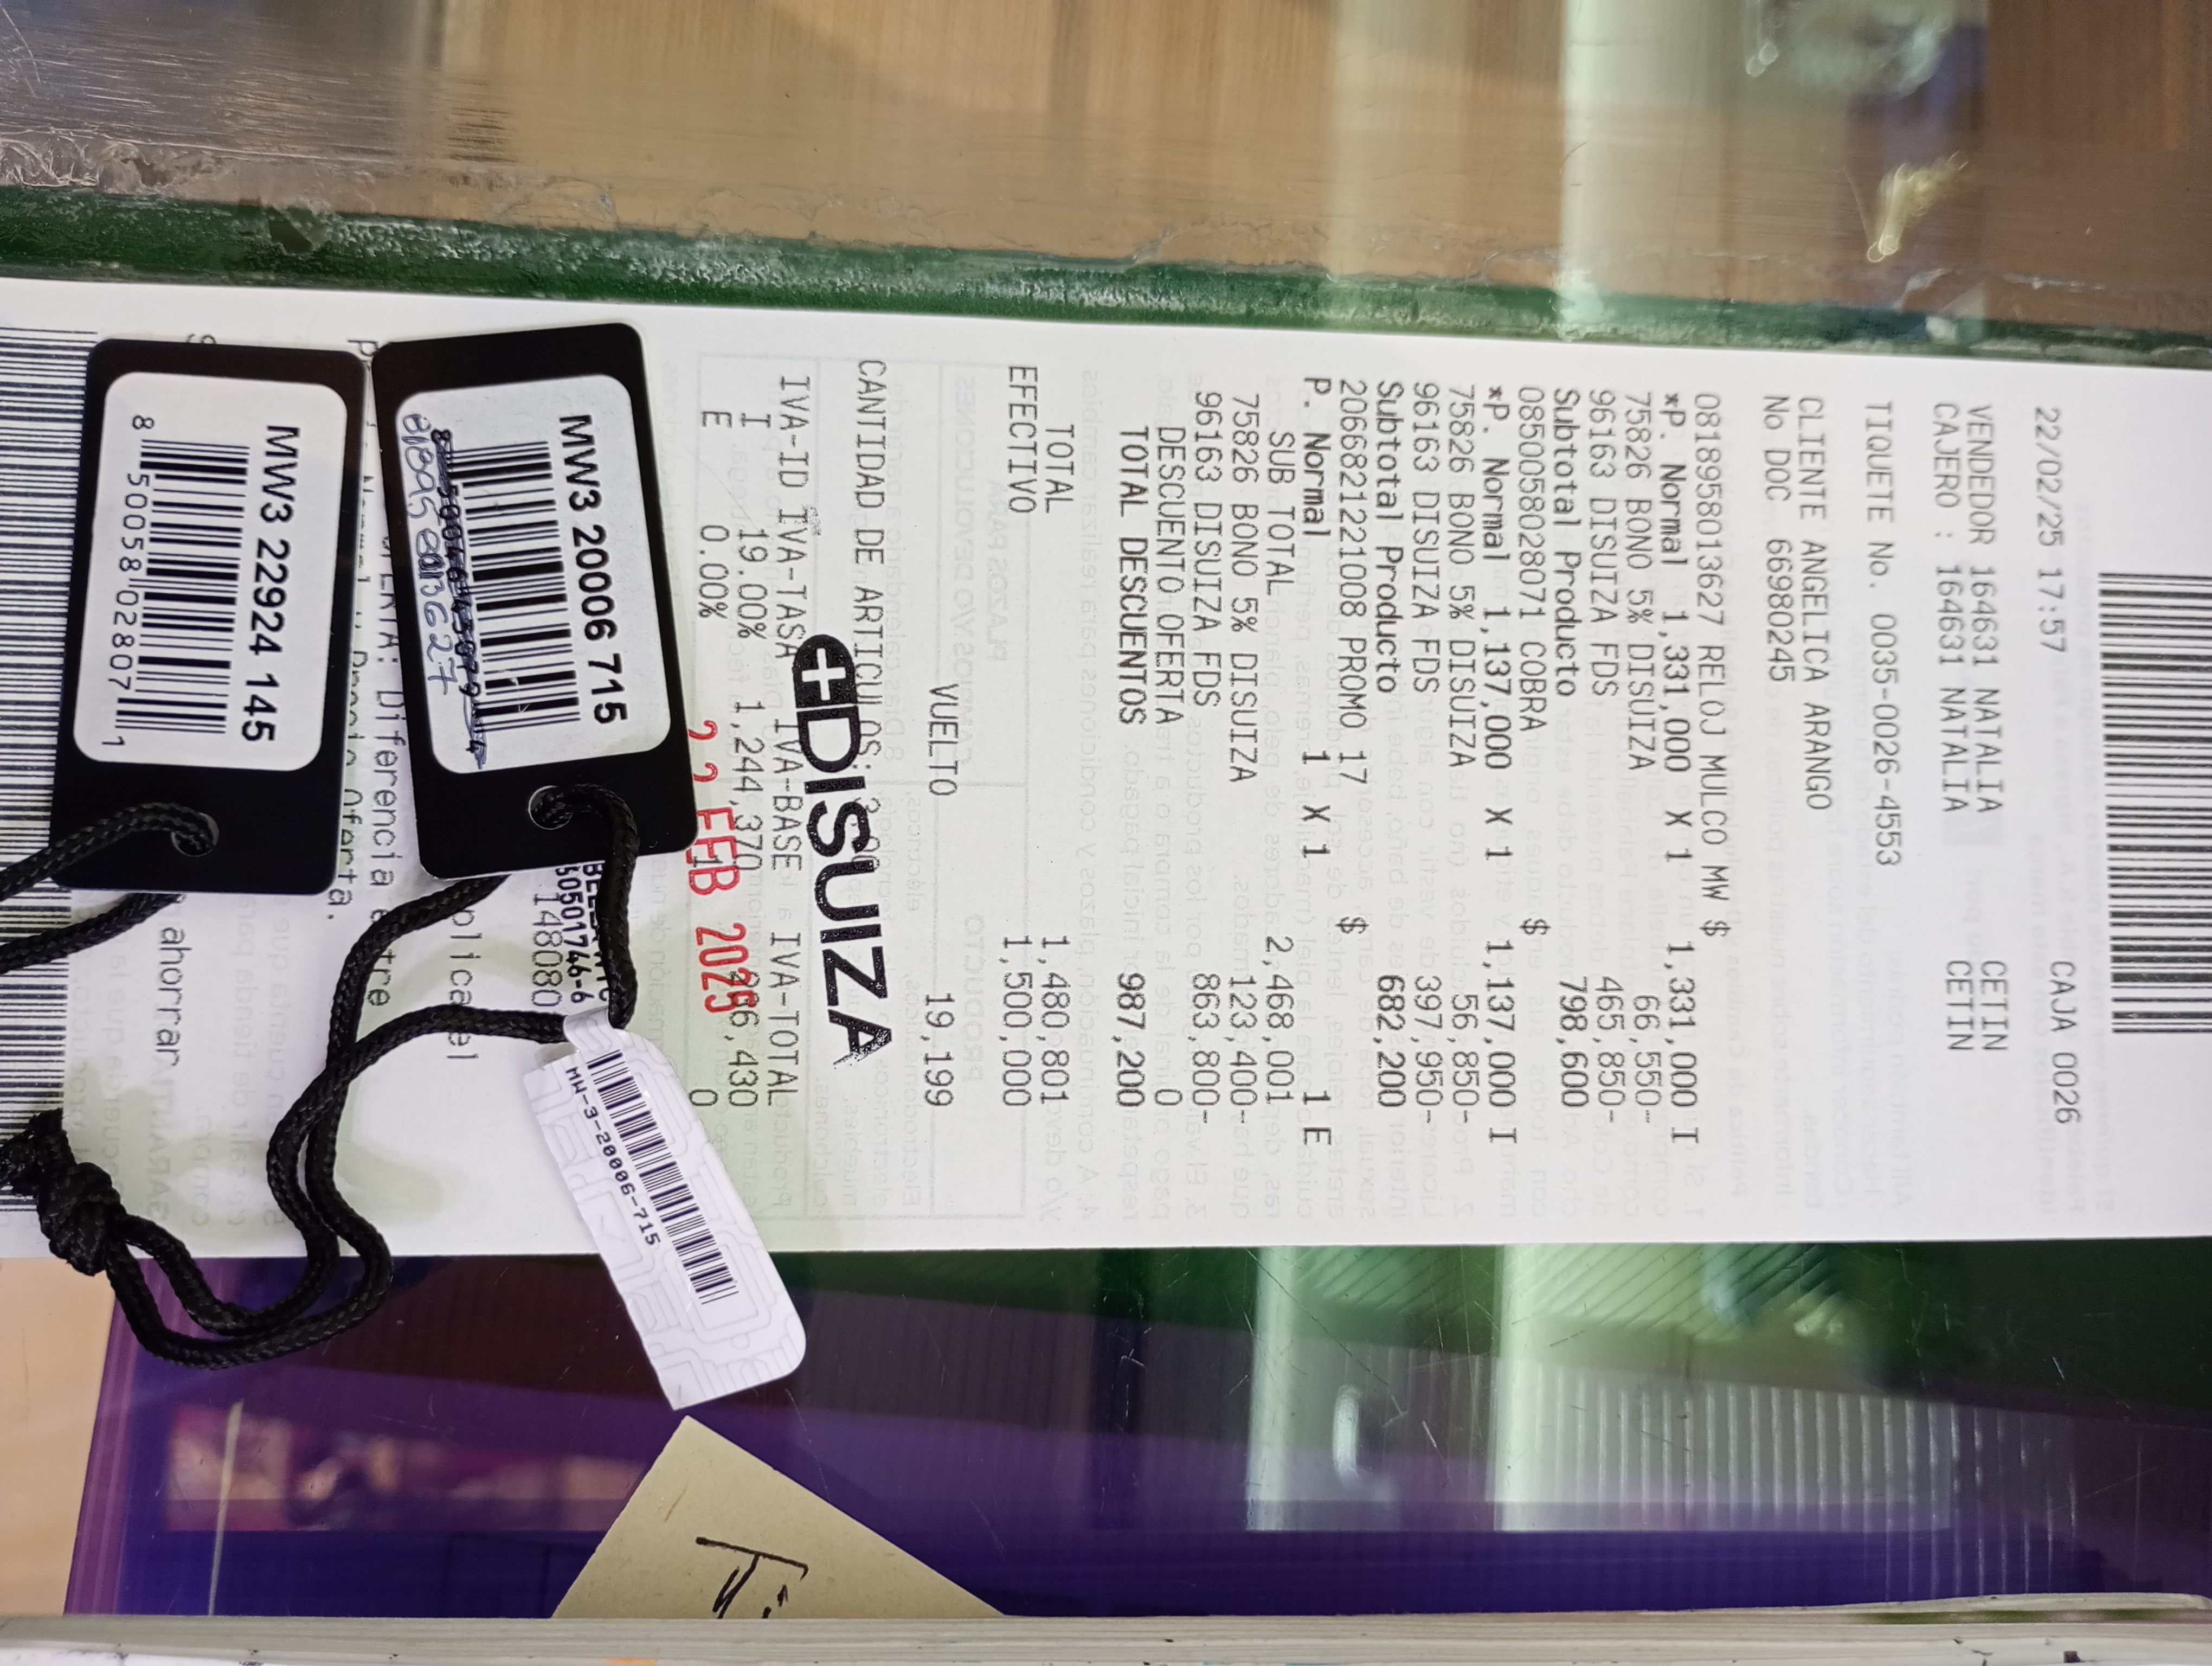 22/02/25 17:57 CAJA 0026
VENDEDOR 164631 NATALIA CETIN
CAJERO : 164631 NATALIA CETIN
TIQUETE No. 0035-0026-4553
CLIENTE ANGELICA ARANGO
No DOC 66980245
0818958013627 RELOJ MULCO MW $
*P. Normal 1,331,000 X 1 1,331,000 I
75826 BONO 5% DISUIZA 66,550-
96163 DISUIZA FDS 465,850-
Subtotal Producto 798,600
0850058028071 COBRA $
*P. Normal 1,137,000 X 1 1,137,000 I
75826 BONO 5% DISUIZA 56,850-
96163 DISUIZA FDS 397,950-
Subtotal Producto 682,200
2066821221008 PROMO 17 $
P. Normal 1 X 1 1 E
SUB TOTAL 2,468,001
75826 BONO 5% DISUIZA 123,400-
96163 DISUIZA FDS 863,800-
DESCUENTO OFERTA 0
TOTAL DESCUENTOS 987,200
TOTAL 1,480,801
EFECTIVO 1,500,000
VUELTO 19,199
CANTIDAD DE ARTICULOS:
DISUIZA
IVA-ID IVA-TASA IVA-BASE IVA-TOTAL
I 19.00% 1,244,370
E 0.00% 0
22 FEB 2025
50501746-6
148080
Diferencia
Oferta.
ahorrar
MW3 20006 715
MW3 22924 145
8 50058 02807 1
MW-3-20006-715